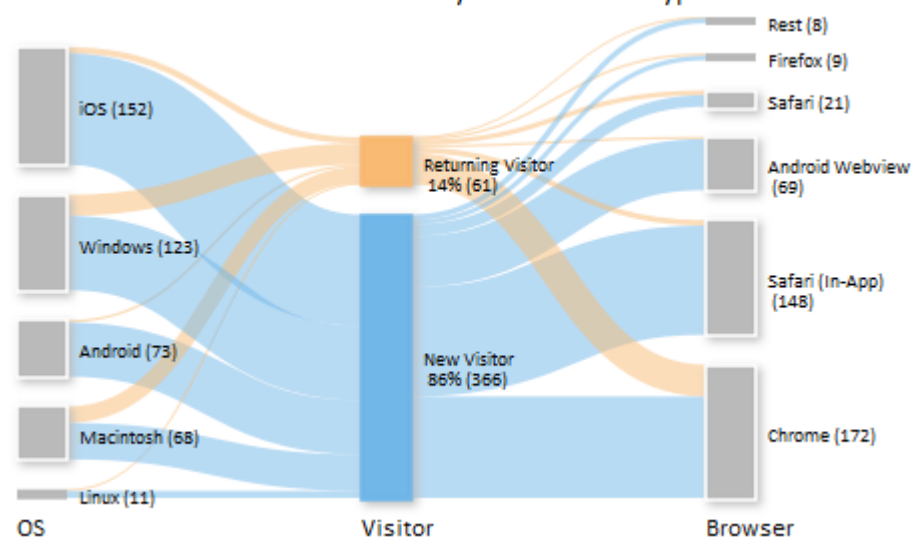 Rest (8)
Firefox (9)
iOS (152)
Safari (21)
Returning Visitor
14% (61)
Android Webview
(69)
Windows (123)
Safari (In-App)
(148)
Android (73)
New Visitor
86% (366)
Macintosh (68)
Chrome (172)
Linux (11)
OS
Visitor
Browser